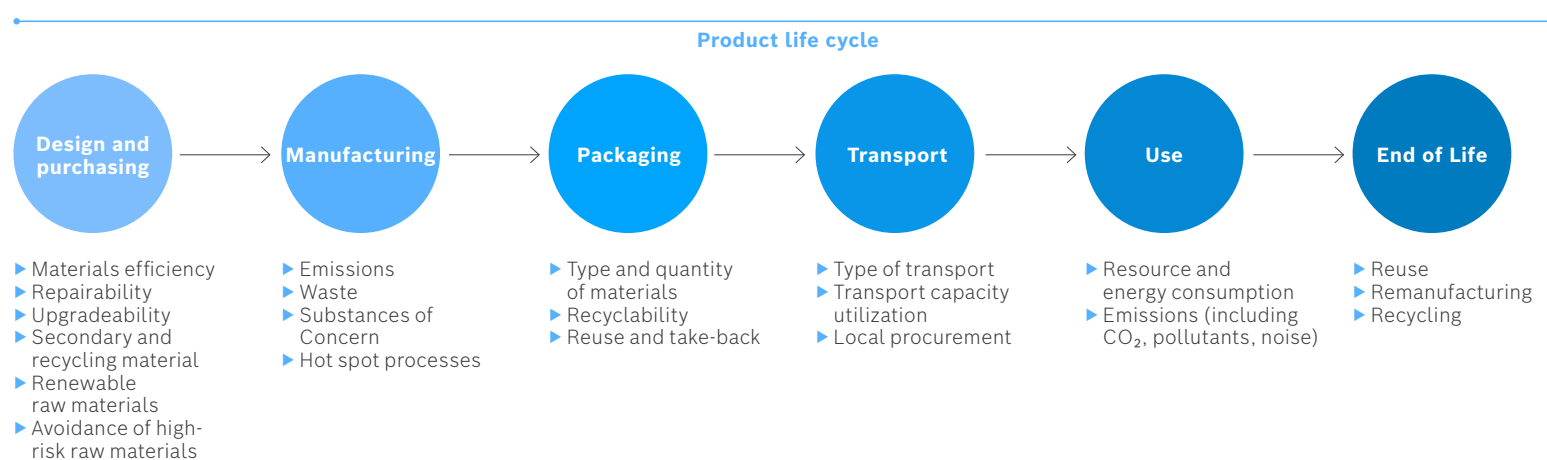 Product life cycle
Design and
purchasing
Manufacturing
Packaging
Transport
Use
End of Life
Materials efficiency
Repairability
Upgradeability
Secondary and
recycling material
Renewable
raw materials
Avoidance of high-
risk raw materials
Emissions
Waste
Substances of
Concern
Hot spot processes
Type and quantity
of materials
Recyclability
Reuse and take-back
Type of transport
Transport capacity
utilization
Local procurement
Resource and
energy consumption
Emissions (including
CO₂, pollutants, noise)
Reuse
Remanufacturing
Recycling